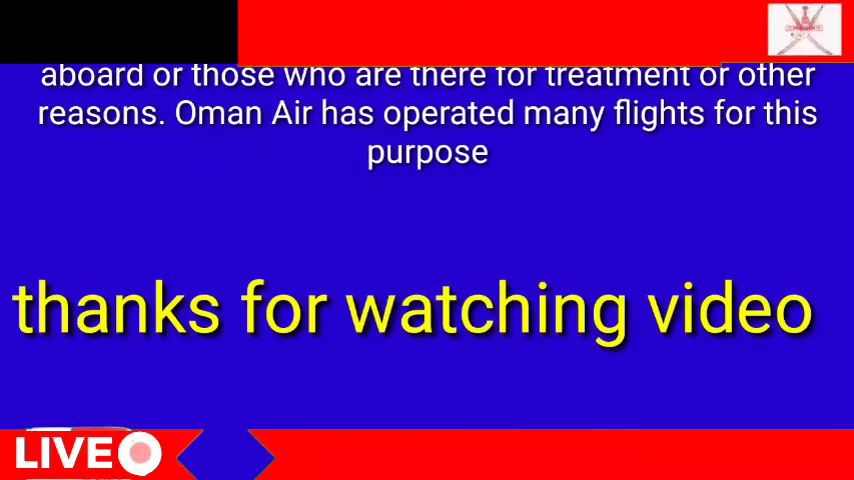 aboard or those who are there for treatment or other
reasons. Oman Air has operated many flights for this
purpose
thanks for watching video
LIVE